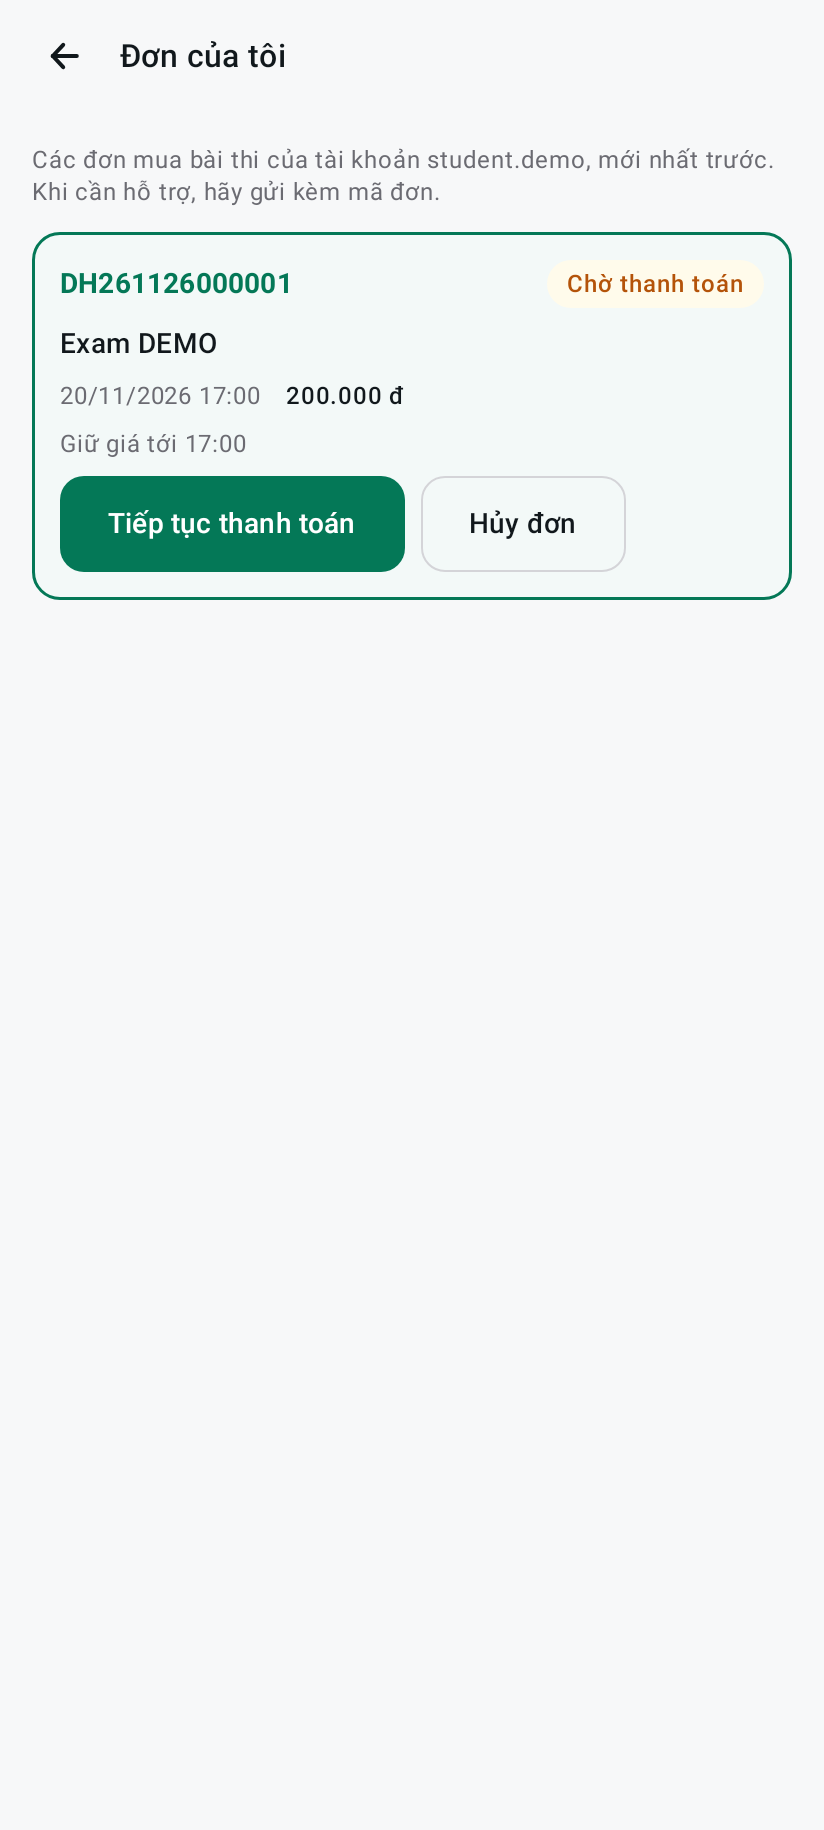 Đơn của tôi
Các đơn mua bài thi của tài khoản student.demo, mới nhất trước.
Khi cần hỗ trợ, hãy gửi kèm mã đơn.
DH261126000001
Chờ thanh toán
Exam DEMO
20/11/2026 17:00 200.000 đ
Giữ giá tới 17:00
Tiếp tục thanh toán
Hủy đơn